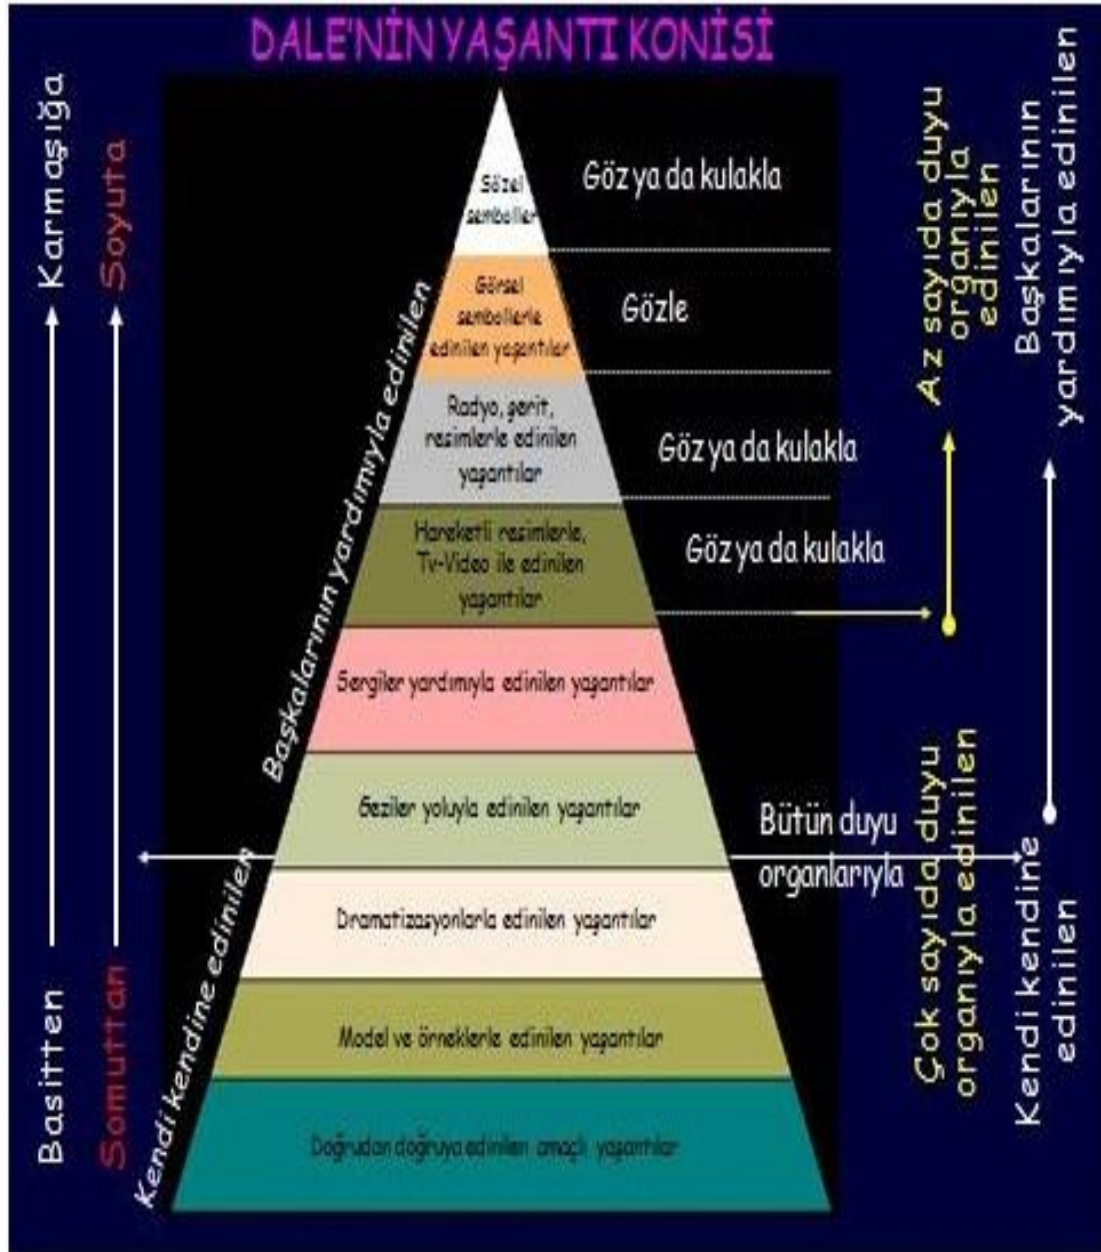 DALE'NİN YAŞANTI KONİSİ
Basitten
Karmaşığa
Somuttan
Soyuta
Kendi kendine edinilen
Başkalarının yardımıyla edinilen
Sözel
semboller
Göz ya da kulakla
Görsel
sembollerle
edinilen yaşantılar
Gözle
Radyo, şerit,
resimlerle edinilen
yaşantılar
Göz ya da kulakla
Hareketli resimlerle,
Tv-Video ile edinilen
yaşantılar
Göz ya da kulakla
Sergiler yardımıyla edinilen yaşantılar
Geziler yoluyla edinilen yaşantılar
Bütün duyu
organlarıyla
Dramatizasyonlarla edinilen yaşantılar
Model ve örneklerle edinilen yaşantılar
Doğrudan doğruya edinilen amaçlı yaşantılar
Az sayıda duyu
organıyla
edinilen
Çok sayıda duyu
organıyla edinilen
Başkalarının
yardımıyla edinilen
Kendi kendine
edinilen